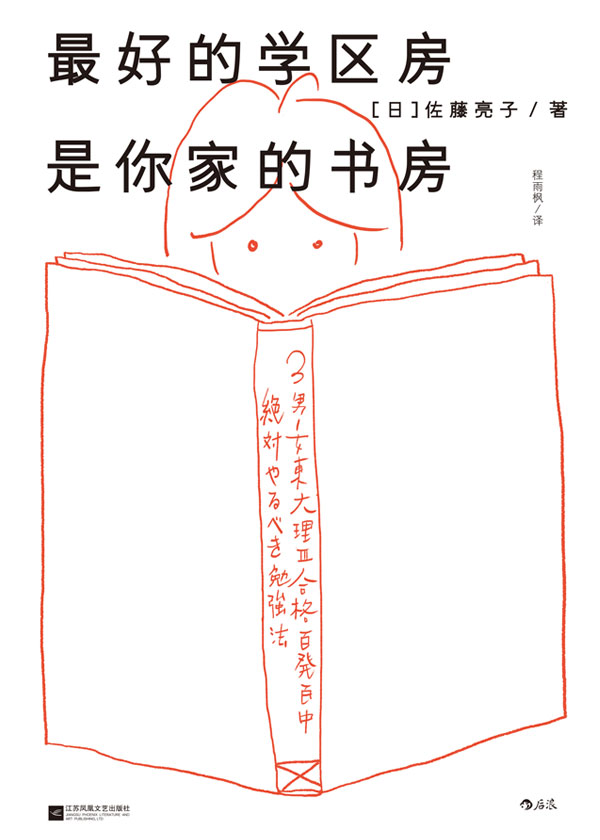 最好的学区房
[日]佐藤亮子/著
是你家的书房
程雨枫/译
3男1女東大理Ⅲ合格百発百中
絶対やるべき勉強法
江苏凤凰文艺出版社
JIANGSU PHOENIX LITERATURE AND
ART PUBLISHING, LTD
后浪